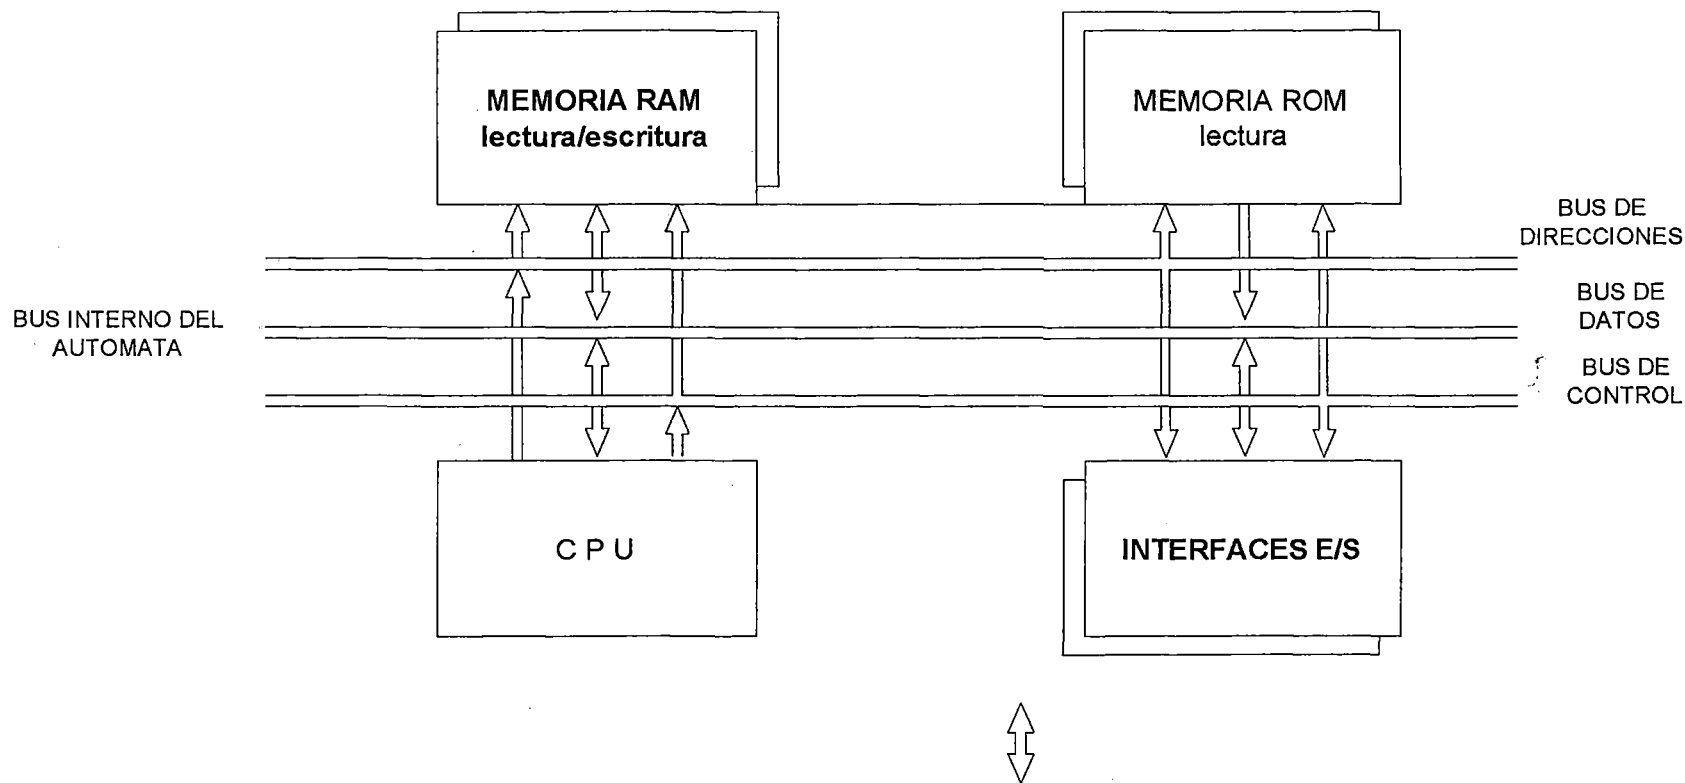 MEMORIA RAM
lectura/escritura
MEMORIA ROM
lectura
BUS DE
DIRECCIONES
BUS INTERNO DEL
AUTOMATA
BUS DE
DATOS
BUS DE
CONTROL
C P U
INTERFACES E/S